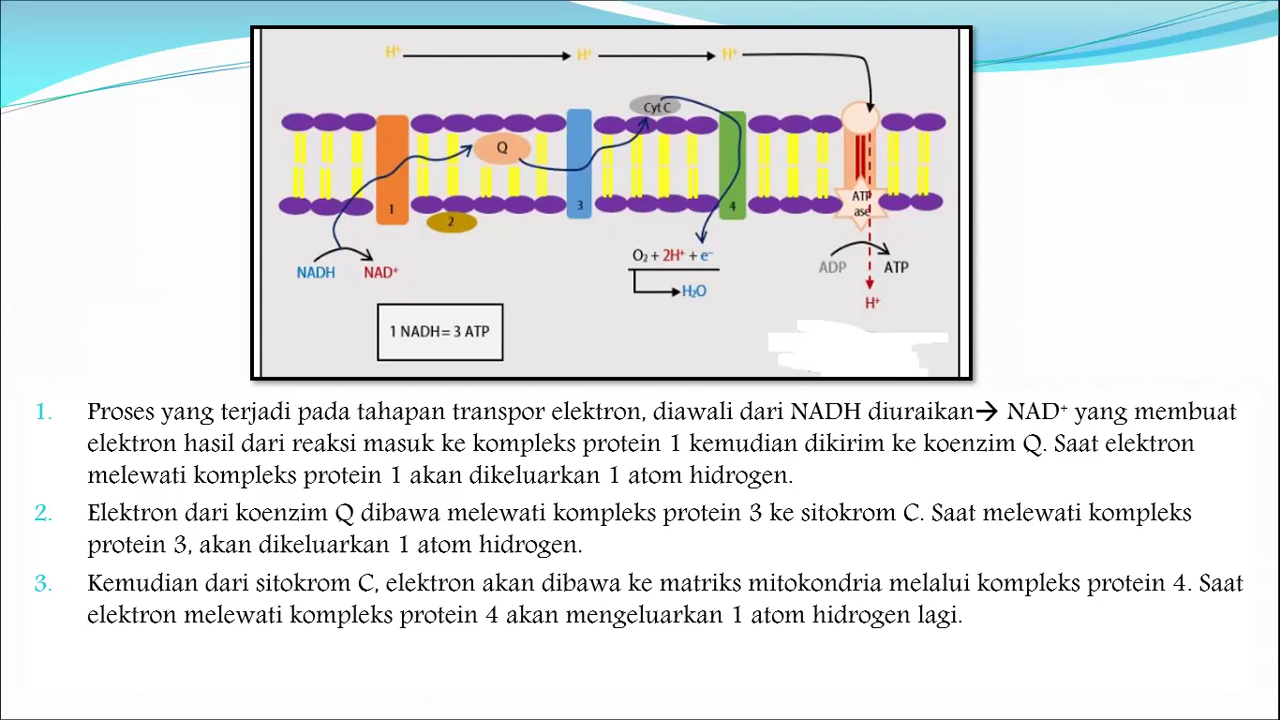 H⁺ H⁺ H⁺
Cyt C
Q
1
2
3
4
ATP
ase
NADH NAD⁺
O₂ + 2H⁺ + e⁻
H₂O
ADP ATP
H⁺
1 NADH = 3 ATP
1. Proses yang terjadi pada tahapan transpor elektron, diawali dari NADH diuraikan→ NAD⁺ yang membuat
elektron hasil dari reaksi masuk ke kompleks protein 1 kemudian dikirim ke koenzim Q. Saat elektron
melewati kompleks protein 1 akan dikeluarkan 1 atom hidrogen.
2. Elektron dari koenzim Q dibawa melewati kompleks protein 3 ke sitokrom C. Saat melewati kompleks
protein 3, akan dikeluarkan 1 atom hidrogen.
3. Kemudian dari sitokrom C, elektron akan dibawa ke matriks mitokondria melalui kompleks protein 4. Saat
elektron melewati kompleks protein 4 akan mengeluarkan 1 atom hidrogen lagi.